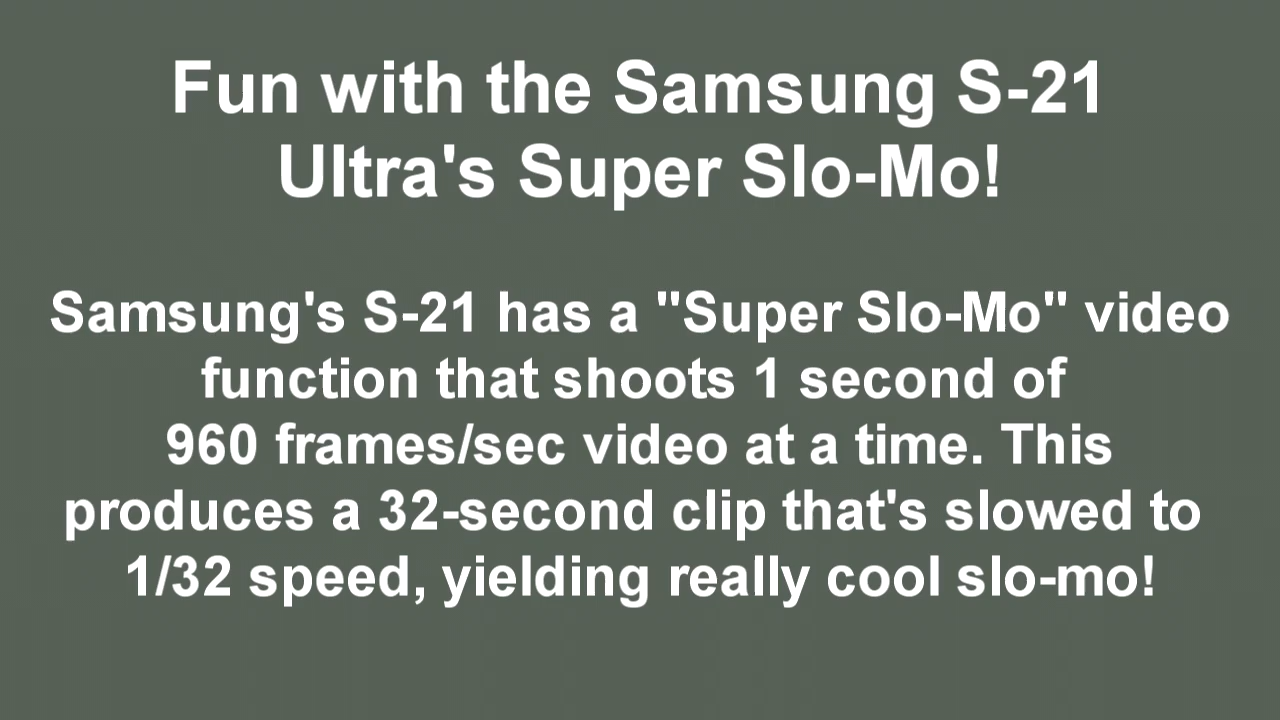 Fun with the Samsung S-21
Ultra's Super Slo-Mo!
Samsung's S-21 has a "Super Slo-Mo" video
function that shoots 1 second of
960 frames/sec video at a time. This
produces a 32-second clip that's slowed to
1/32 speed, yielding really cool slo-mo!